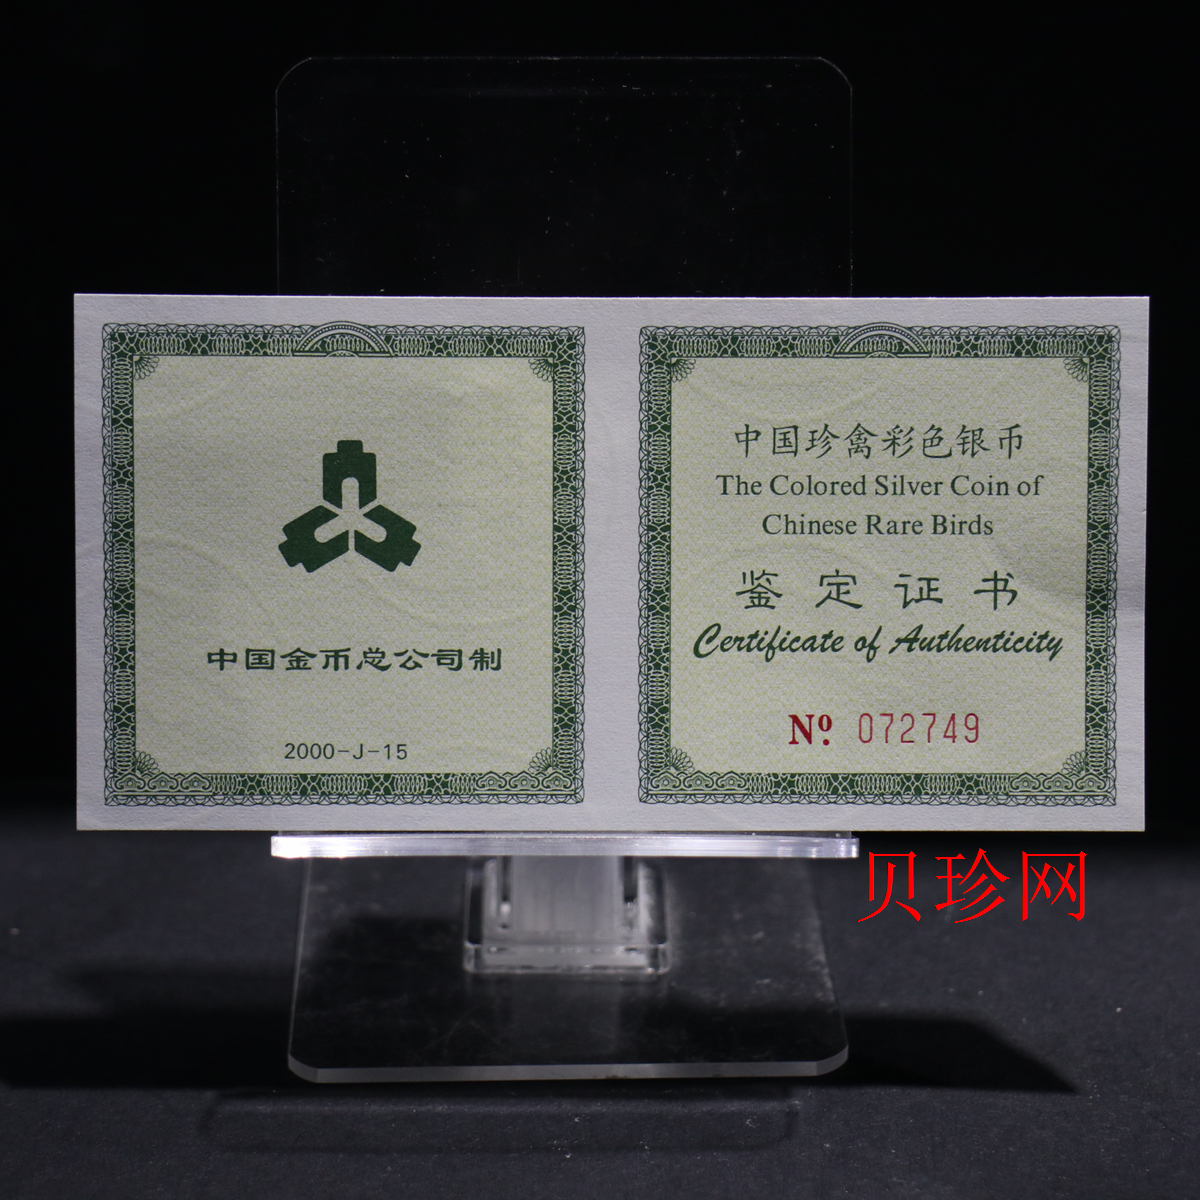 中国金币总公司制
2000-J-15
中国珍禽彩色银币
The Colored Silver Coin of
Chinese Rare Birds
鉴定证书
Certificate of Authenticity
Nº. 072749
贝珍网